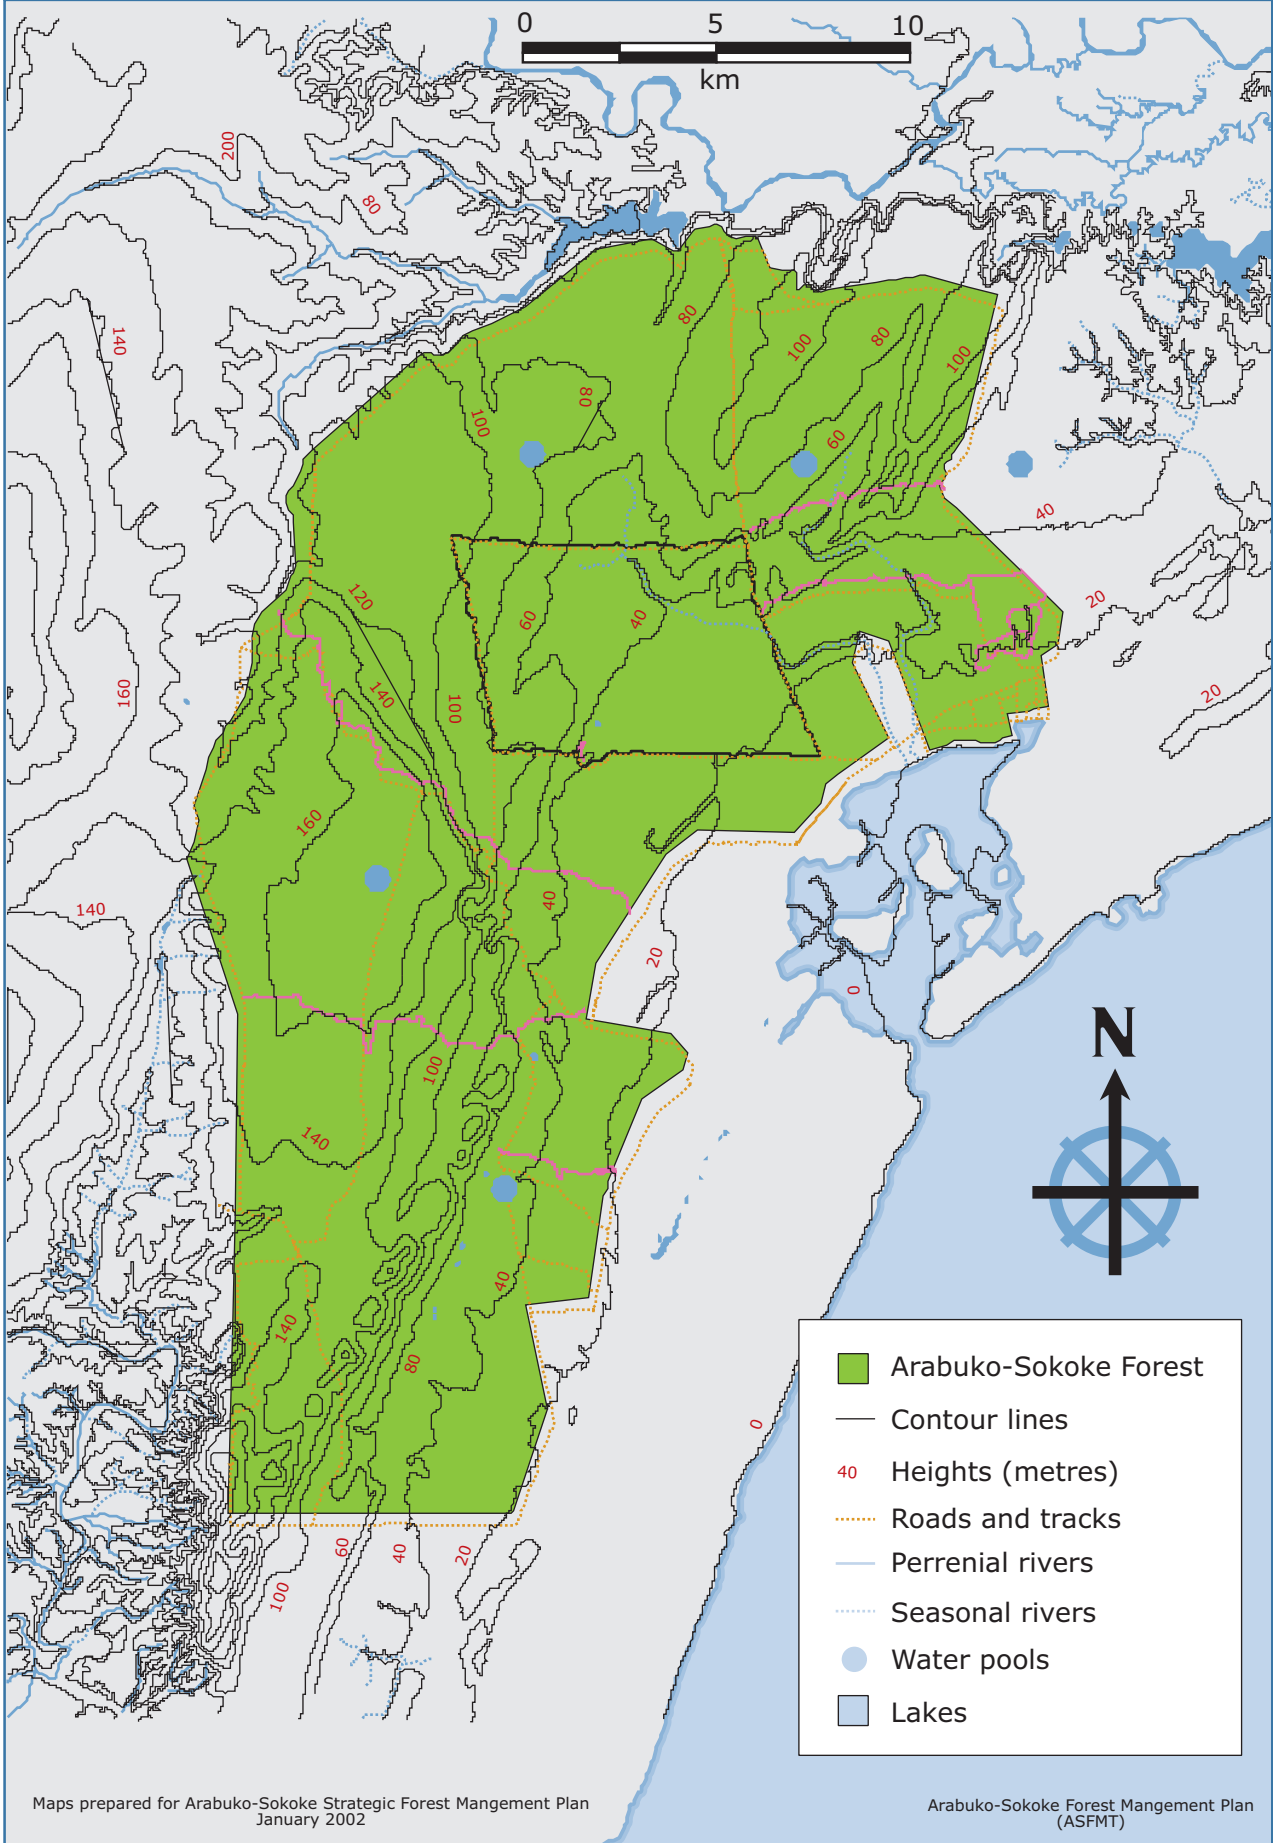 0 5 10
km
200
80
140
80
100
80
100
80
100
60
40
120
60
40
20
140
100
160
20
160
140
40
20
0
100
140
40
140
80
0
60
40
20
100
N
Arabuko-Sokoke Forest
Contour lines
40 Heights (metres)
Roads and tracks
Perrenial rivers
Seasonal rivers
Water pools
Lakes
Maps prepared for Arabuko-Sokoke Strategic Forest Mangement Plan
January 2002
Arabuko-Sokoke Forest Mangement Plan
(ASFMT)